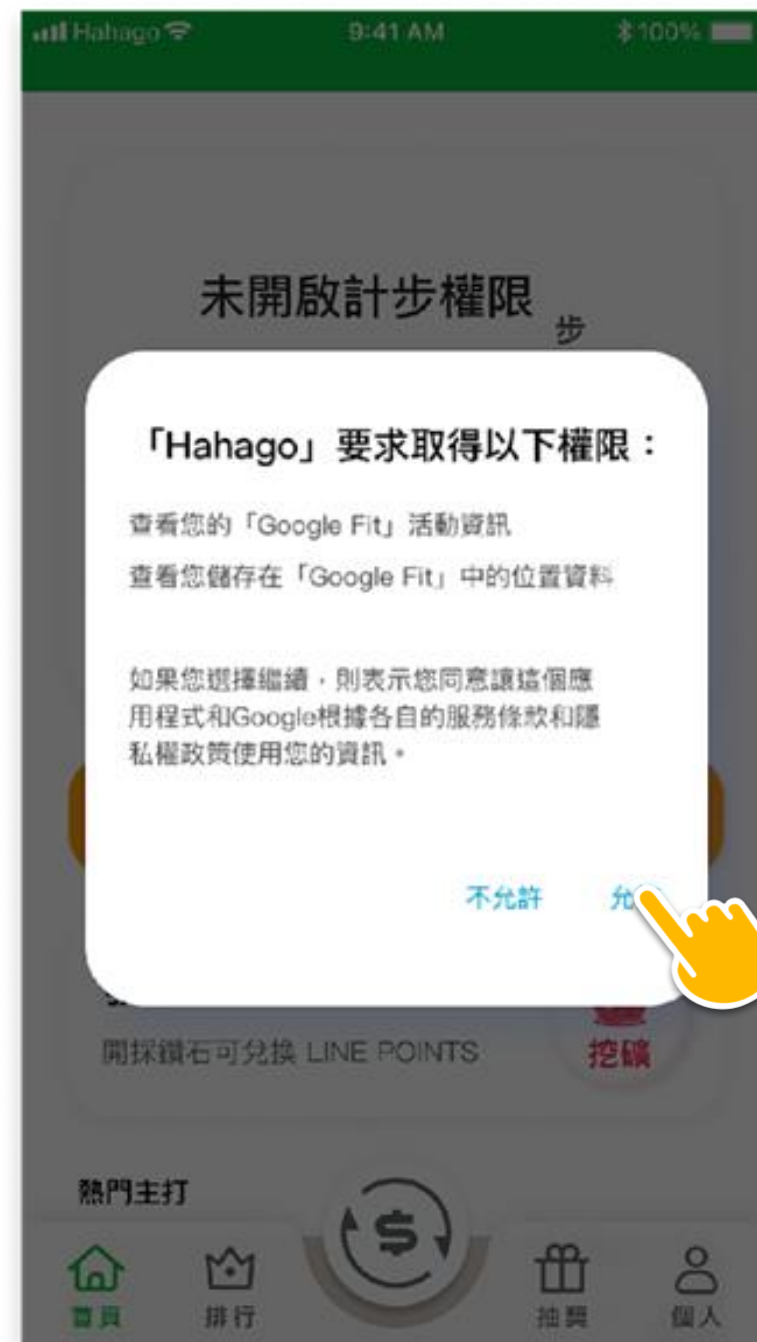 Hahago
9:41 AM
100%
未開啟計步權限
步
「Hahago」要求取得以下權限：
查看您的「Google Fit」活動資訊
查看您儲存在「Google Fit」中的位置資料
如果您選擇繼續，則表示您同意讓這個應
用程式和Google根據各自的服務條款和隱
私權政策使用您的資訊。
不允許
允
開採鑽石可兌換 LINE POINTS
挖礦
熱門主打
首頁
排行
抽獎
個人